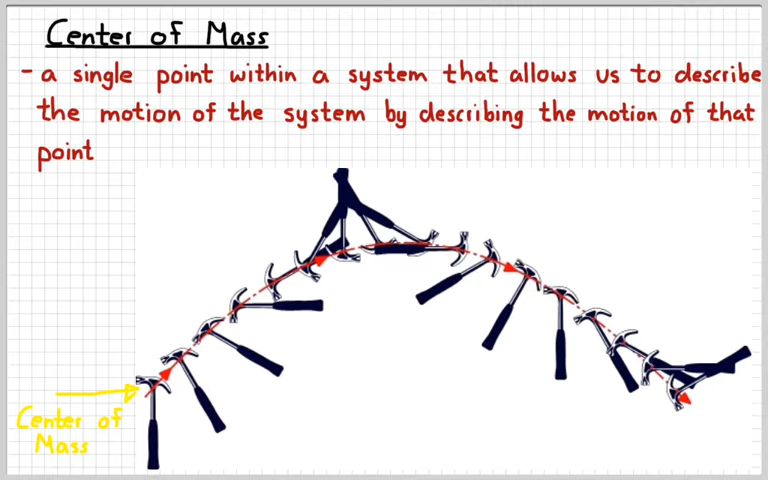 Center of Mass
- a single point within a system that allows us to describe
the motion of the system by describing the motion of that
point
Center of
Mass